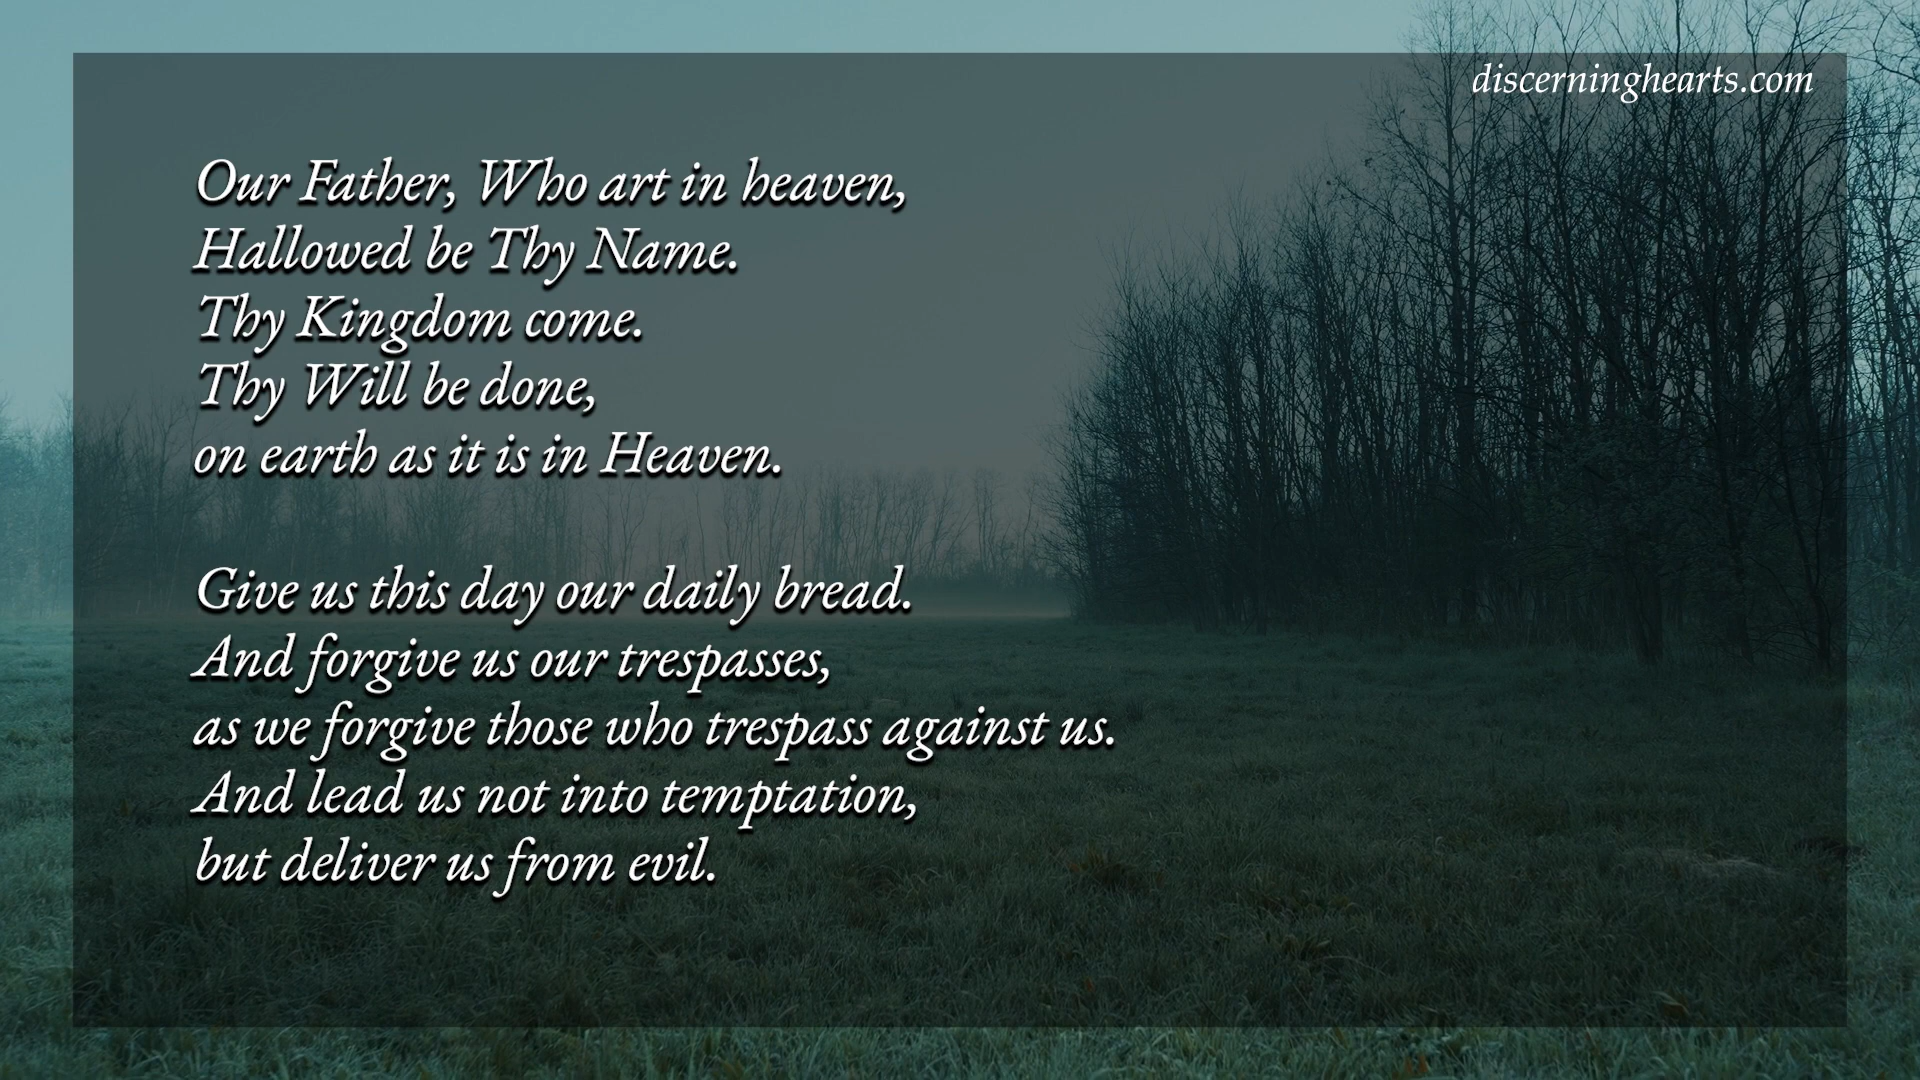 discerninghearts.com
Our Father, Who art in heaven,
Hallowed be Thy Name.
Thy Kingdom come.
Thy Will be done,
on earth as it is in Heaven.
Give us this day our daily bread.
And forgive us our trespasses,
as we forgive those who trespass against us.
And lead us not into temptation,
but deliver us from evil.